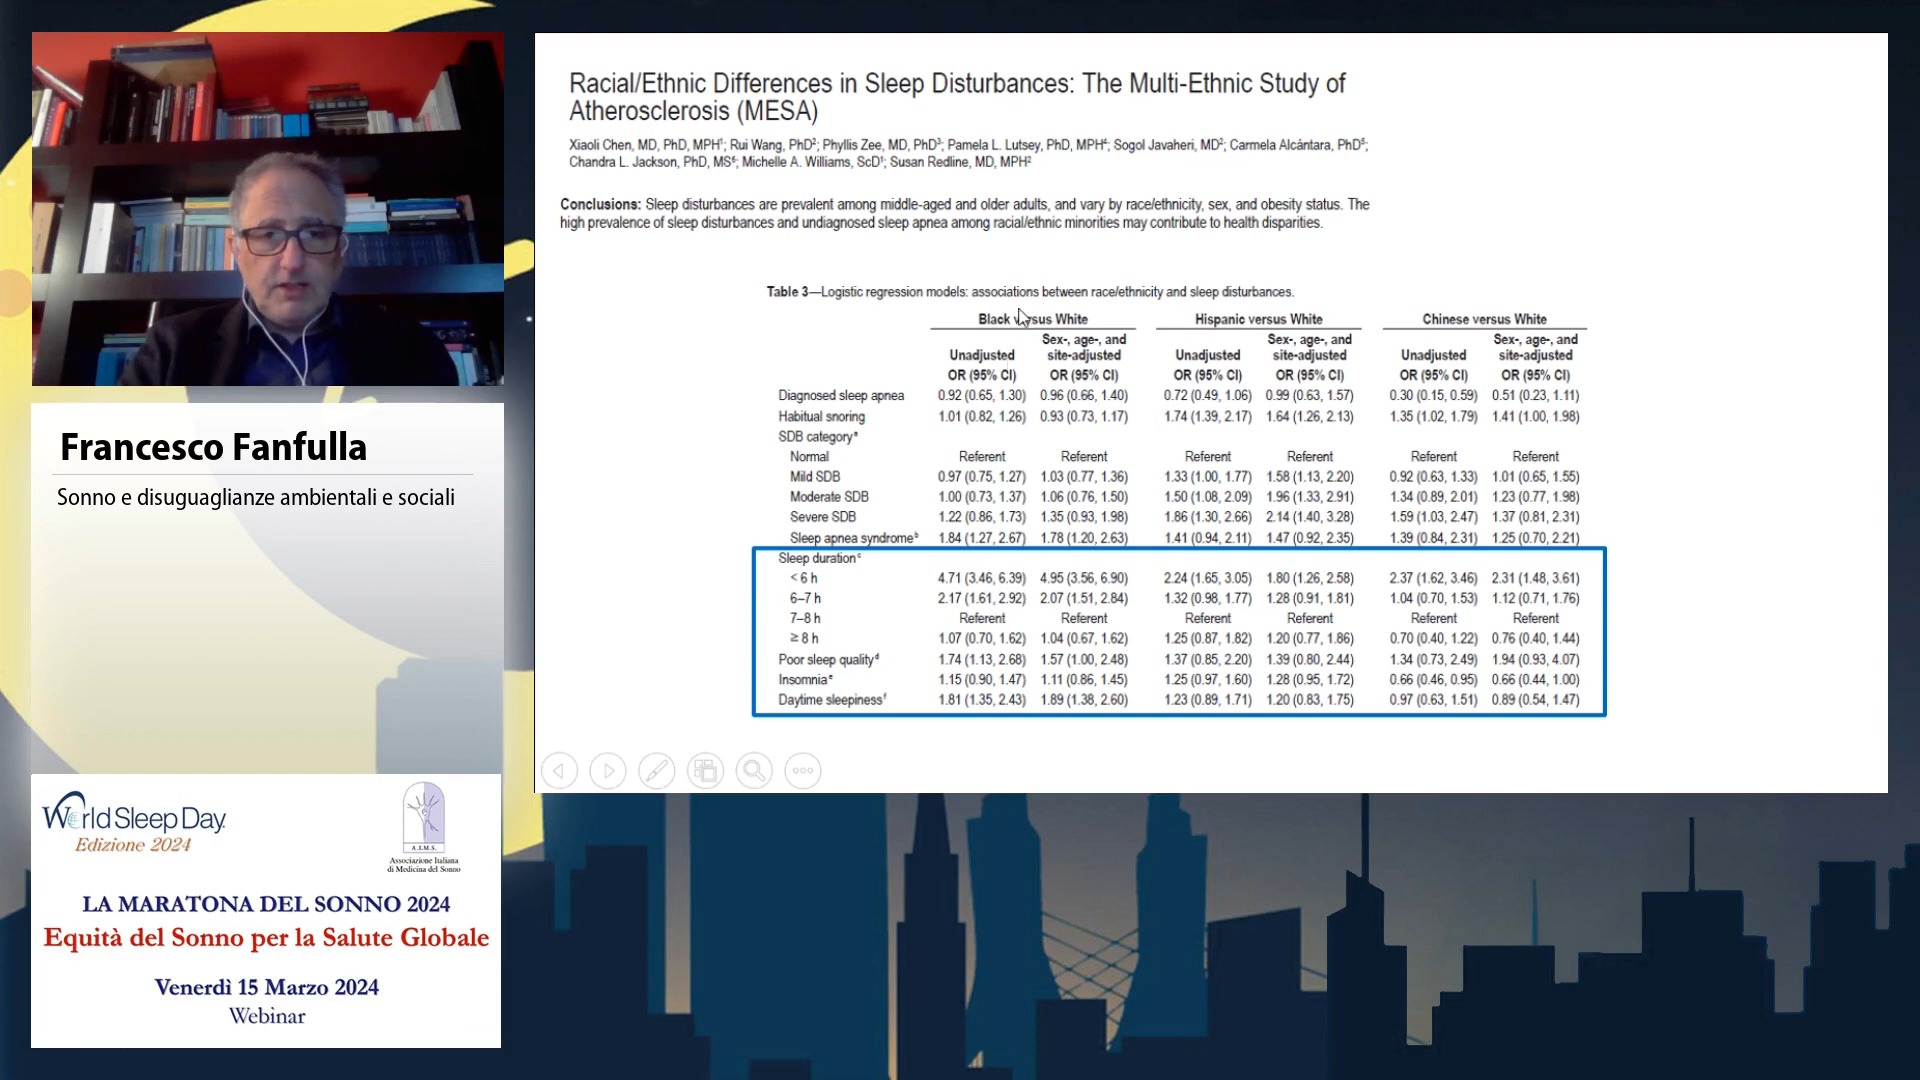 Francesco Fanfulla
Sonno e disuguaglianze ambientali e sociali
World Sleep Day.
Edizione 2024
A.I.M.S.
Associazione Italiana
di Medicina del Sonno
LA MARATONA DEL SONNO 2024
Equità del Sonno per la Salute Globale
Venerdì 15 Marzo 2024
Webinar
Racial/Ethnic Differences in Sleep Disturbances: The Multi-Ethnic Study of
Atherosclerosis (MESA)
Xiaoli Chen, MD, PhD, MPH¹; Rui Wang, PhD²; Phyllis Zee, MD, PhD³; Pamela L. Lutsey, PhD, MPH⁴; Sogol Javaheri, MD²; Carmela Alcántara, PhD⁵;
Chandra L. Jackson, PhD, MS⁶; Michelle A. Williams, ScD¹; Susan Redline, MD, MPH²
Conclusions: Sleep disturbances are prevalent among middle-aged and older adults, and vary by race/ethnicity, sex, and obesity status. The
high prevalence of sleep disturbances and undiagnosed sleep apnea among racial/ethnic minorities may contribute to health disparities.
Table 3—Logistic regression models: associations between race/ethnicity and sleep disturbances.
Black versus White Hispanic versus White Chinese versus White
Sex-, age-, and Sex-, age-, and Sex-, age-, and
Unadjusted site-adjusted Unadjusted site-adjusted Unadjusted site-adjusted
OR (95% CI) OR (95% CI) OR (95% CI) OR (95% CI) OR (95% CI) OR (95% CI)
Diagnosed sleep apnea 0.92 (0.65, 1.30) 0.96 (0.66, 1.40) 0.72 (0.49, 1.06) 0.99 (0.63, 1.57) 0.30 (0.15, 0.59) 0.51 (0.23, 1.11)
Habitual snoring 1.01 (0.82, 1.26) 0.93 (0.73, 1.17) 1.74 (1.39, 2.17) 1.64 (1.26, 2.13) 1.35 (1.02, 1.79) 1.41 (1.00, 1.98)
SDB categoryᵃ
Normal Referent Referent Referent Referent Referent Referent
Mild SDB 0.97 (0.75, 1.27) 1.03 (0.77, 1.36) 1.33 (1.00, 1.77) 1.58 (1.13, 2.20) 0.92 (0.63, 1.33) 1.01 (0.65, 1.55)
Moderate SDB 1.00 (0.73, 1.37) 1.06 (0.76, 1.50) 1.50 (1.08, 2.09) 1.96 (1.33, 2.91) 1.34 (0.89, 2.01) 1.23 (0.77, 1.98)
Severe SDB 1.22 (0.86, 1.73) 1.35 (0.93, 1.98) 1.86 (1.30, 2.66) 2.14 (1.40, 3.28) 1.59 (1.03, 2.47) 1.37 (0.81, 2.31)
Sleep apnea syndromeᵇ 1.84 (1.27, 2.67) 1.78 (1.20, 2.63) 1.41 (0.94, 2.11) 1.47 (0.92, 2.35) 1.39 (0.84, 2.31) 1.25 (0.70, 2.21)
Sleep durationᶜ
< 6 h 4.71 (3.46, 6.39) 4.95 (3.56, 6.90) 2.24 (1.65, 3.05) 1.80 (1.26, 2.58) 2.37 (1.62, 3.46) 2.31 (1.48, 3.61)
6–7 h 2.17 (1.61, 2.92) 2.07 (1.51, 2.84) 1.32 (0.98, 1.77) 1.28 (0.91, 1.81) 1.04 (0.70, 1.53) 1.12 (0.71, 1.76)
7–8 h Referent Referent Referent Referent Referent Referent
≥ 8 h 1.07 (0.70, 1.62) 1.04 (0.67, 1.62) 1.25 (0.87, 1.82) 1.20 (0.77, 1.86) 0.70 (0.40, 1.22) 0.76 (0.40, 1.44)
Poor sleep qualityᵈ 1.74 (1.13, 2.68) 1.57 (1.00, 2.48) 1.37 (0.85, 2.20) 1.39 (0.80, 2.44) 1.34 (0.73, 2.49) 1.94 (0.93, 4.07)
Insomniaᵉ 1.15 (0.90, 1.47) 1.11 (0.86, 1.45) 1.25 (0.97, 1.60) 1.28 (0.95, 1.72) 0.66 (0.46, 0.95) 0.66 (0.44, 1.00)
Daytime sleepinessᶠ 1.81 (1.35, 2.43) 1.89 (1.38, 2.60) 1.23 (0.89, 1.71) 1.20 (0.83, 1.75) 0.97 (0.63, 1.51) 0.89 (0.54, 1.47)